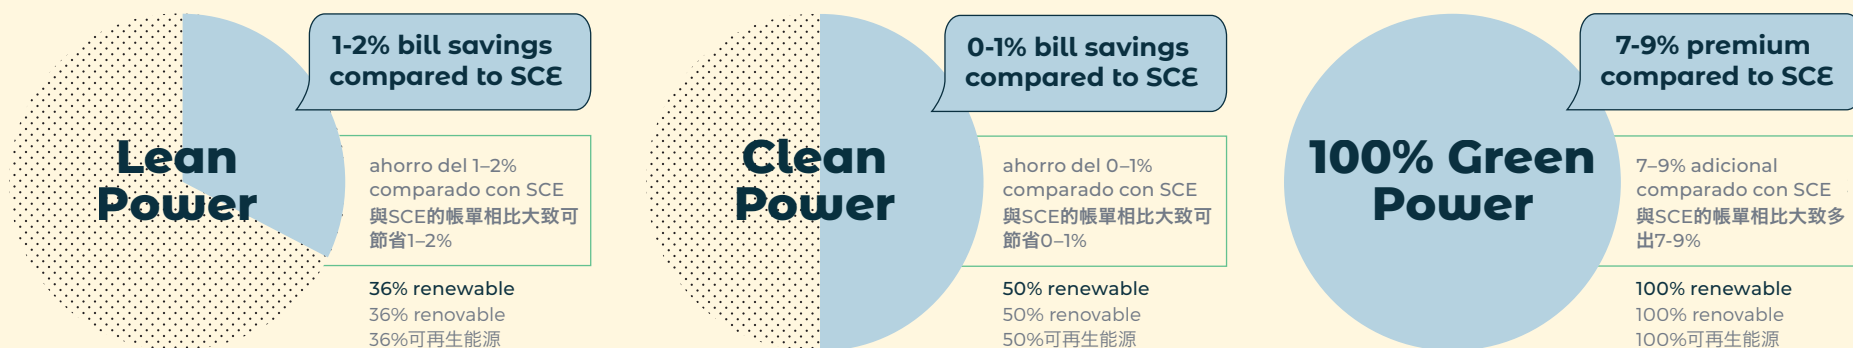 1-2% bill savings
compared to SCE
Lean
Power
ahorro del 1–2%
comparado con SCE
與SCE的帳單相比大致可
節省1–2%
36% renewable
36% renovable
36%可再生能源
0-1% bill savings
compared to SCE
Clean
Power
ahorro del 0–1%
comparado con SCE
與SCE的帳單相比大致可
節省0–1%
50% renewable
50% renovable
50%可再生能源
7-9% premium
compared to SCE
100% Green
Power
7–9% adicional
comparado con SCE
與SCE的帳單相比大致多
出7-9%
100% renewable
100% renovable
100%可再生能源